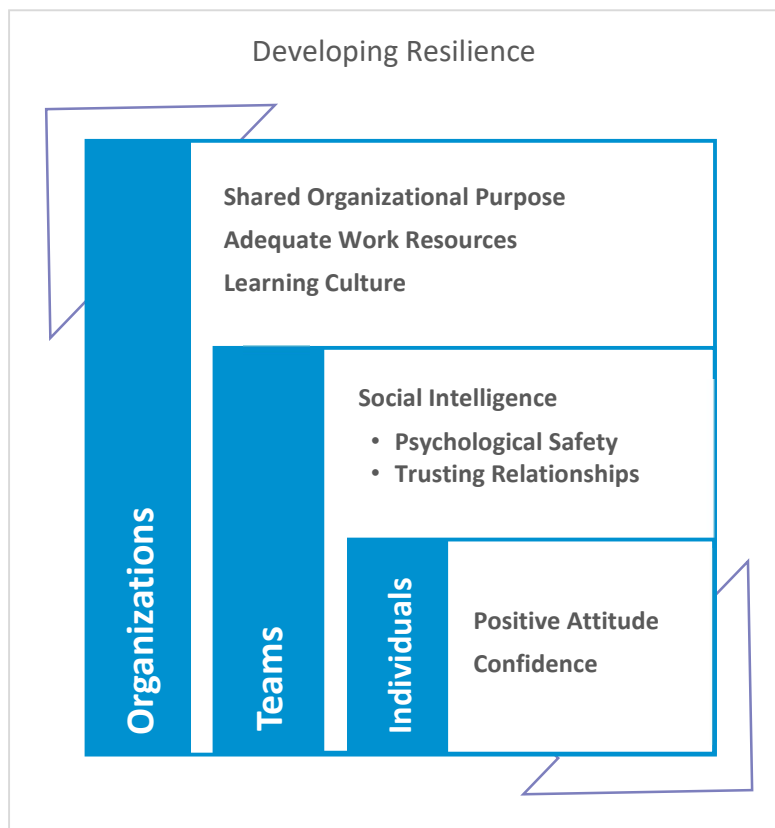 Developing Resilience
Organizations
Shared Organizational Purpose
Adequate Work Resources
Learning Culture
Teams
Social Intelligence
• Psychological Safety
• Trusting Relationships
Individuals
Positive Attitude
Confidence